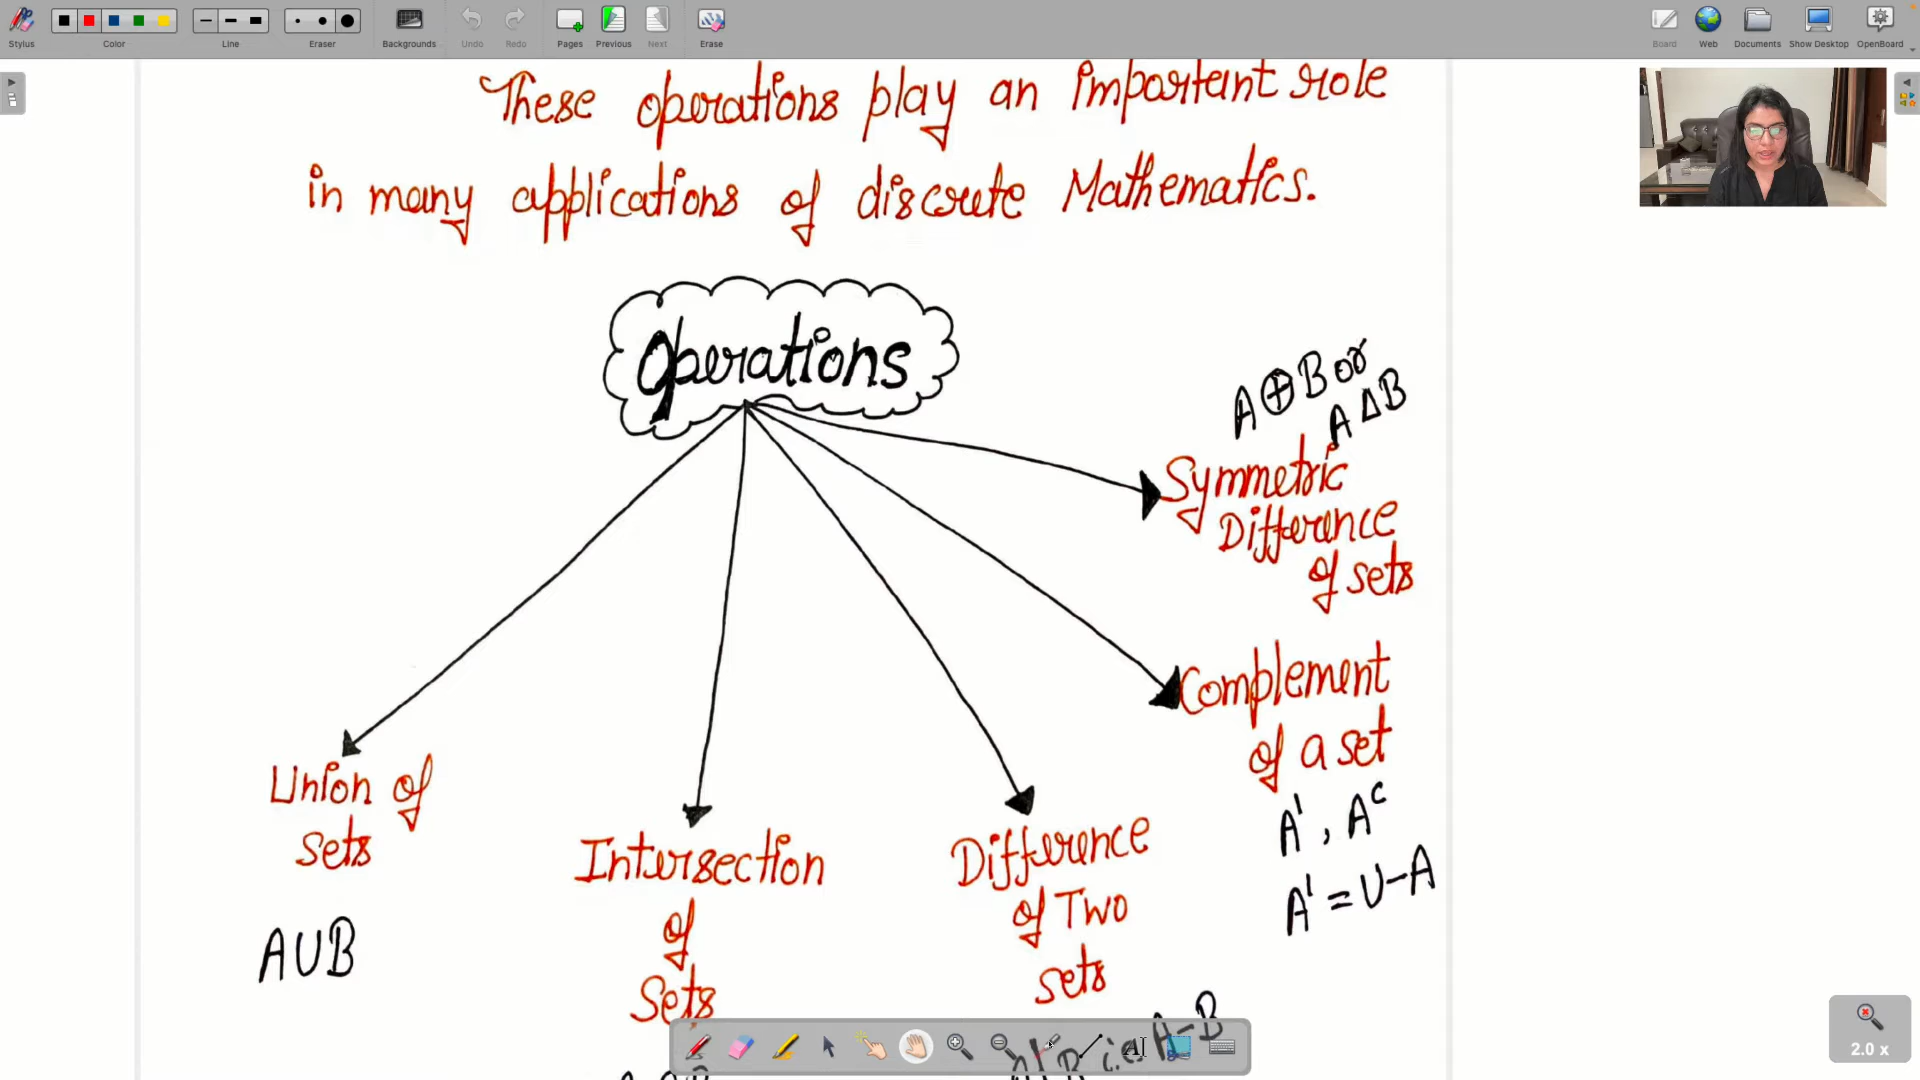 Stylus
Color
Line
Eraser
Backgrounds
Undo
Redo
Pages
Previous
Next
Erase
Board
Web
Documents
Show Desktop
OpenBoard
These operations play an important role
in many applications of discrete Mathematics.
Operations
A⊕B or
A Δ B
Symmetric
Difference
of sets
Complement
of a set
A' , Aᶜ
A' = U-A
Union of
Sets
AUB
Intersection
of
Sets
Difference
of Two
sets
i.e. A-B
2.0 x